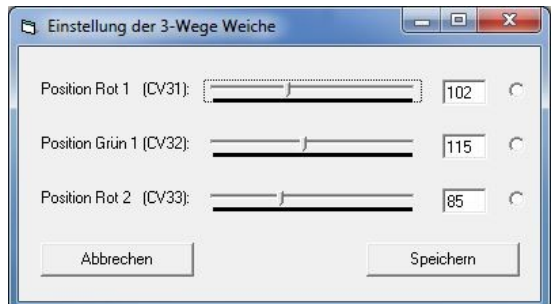 Einstellung der 3-Wege Weiche
Position Rot 1 (CV31): 102
Position Grün 1 (CV32): 115
Position Rot 2 (CV33): 85
Abbrechen Speichern